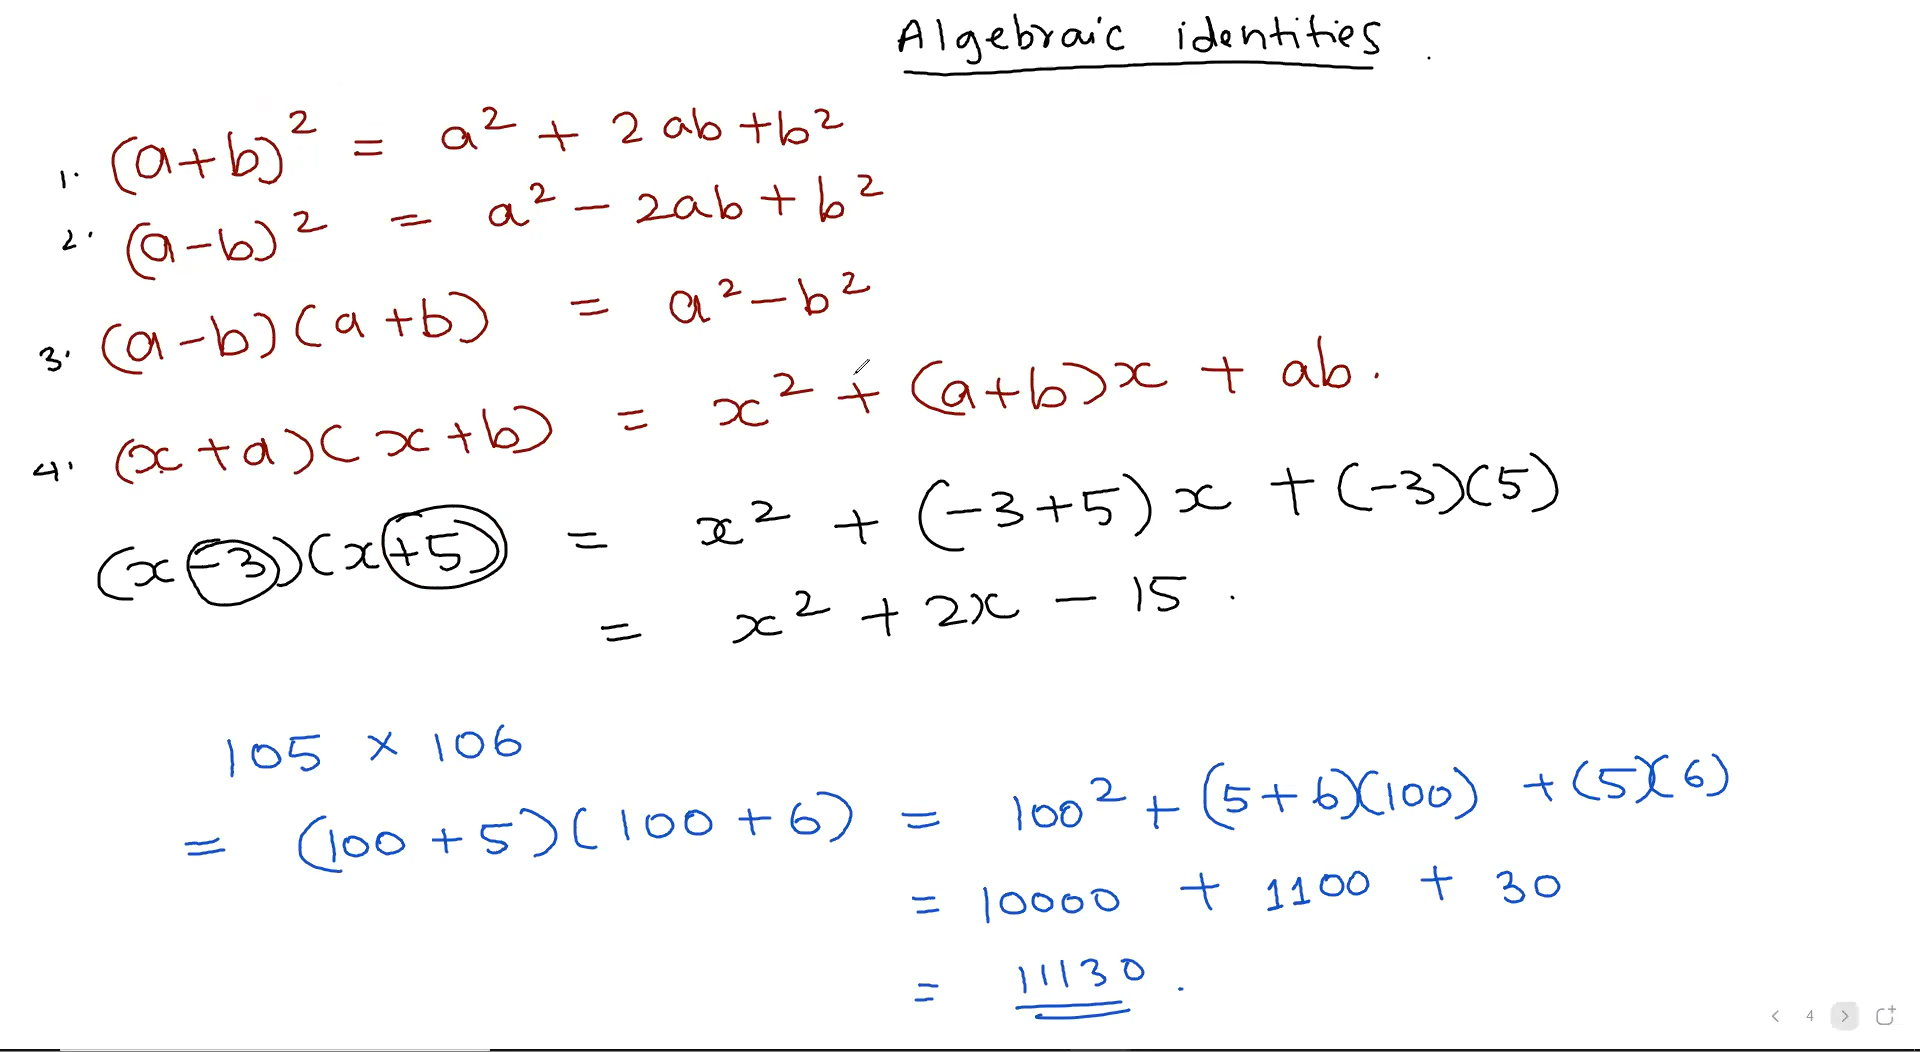 Algebraic identities .
1. (a+b)² = a² + 2ab + b²
2. (a-b)² = a² - 2ab + b²
3. (a-b)(a+b) = a² - b²
4. (x+a)(x+b) = x² + (a+b)x + ab.
(x-3)(x+5) = x² + (-3+5)x + (-3)(5)
= x² + 2x - 15 .
105 × 106
= (100+5)(100+6) = 100² + (5+6)(100) + (5)(6)
= 10000 + 1100 + 30
= 11130 .
4